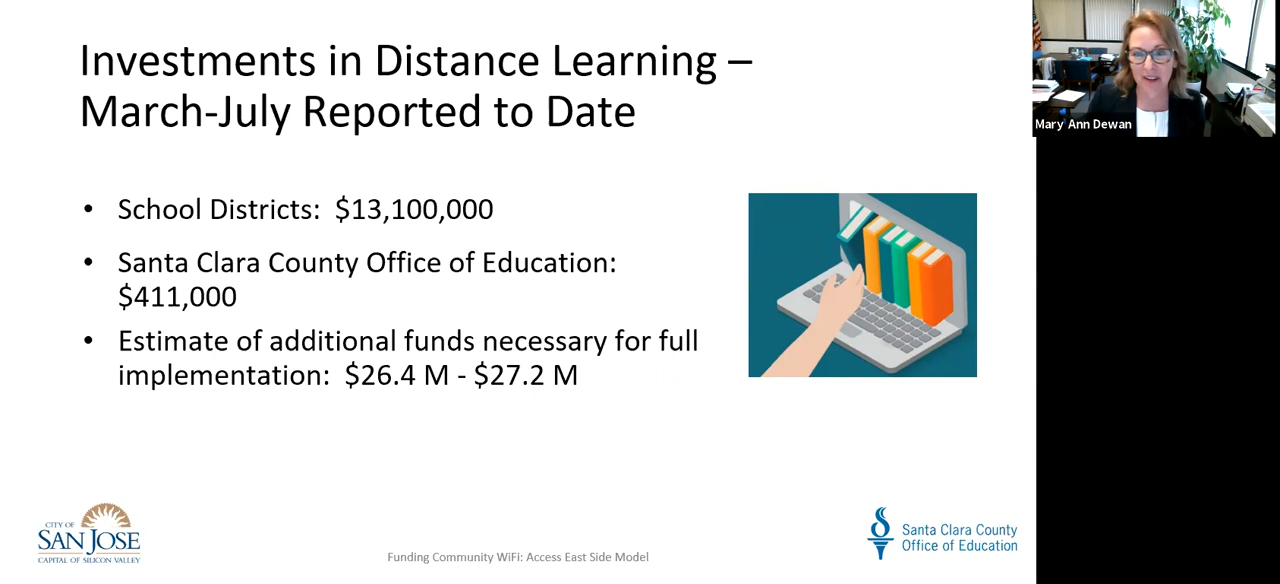 Investments in Distance Learning –
March-July Reported to Date
• School Districts:  $13,100,000
• Santa Clara County Office of Education:
$411,000
• Estimate of additional funds necessary for full
implementation:  $26.4 M - $27.2 M
Mary Ann Dewan
CITY OF
SAN JOSE
CAPITAL OF SILICON VALLEY
Funding Community WiFi: Access East Side Model
Santa Clara County
Office of Education